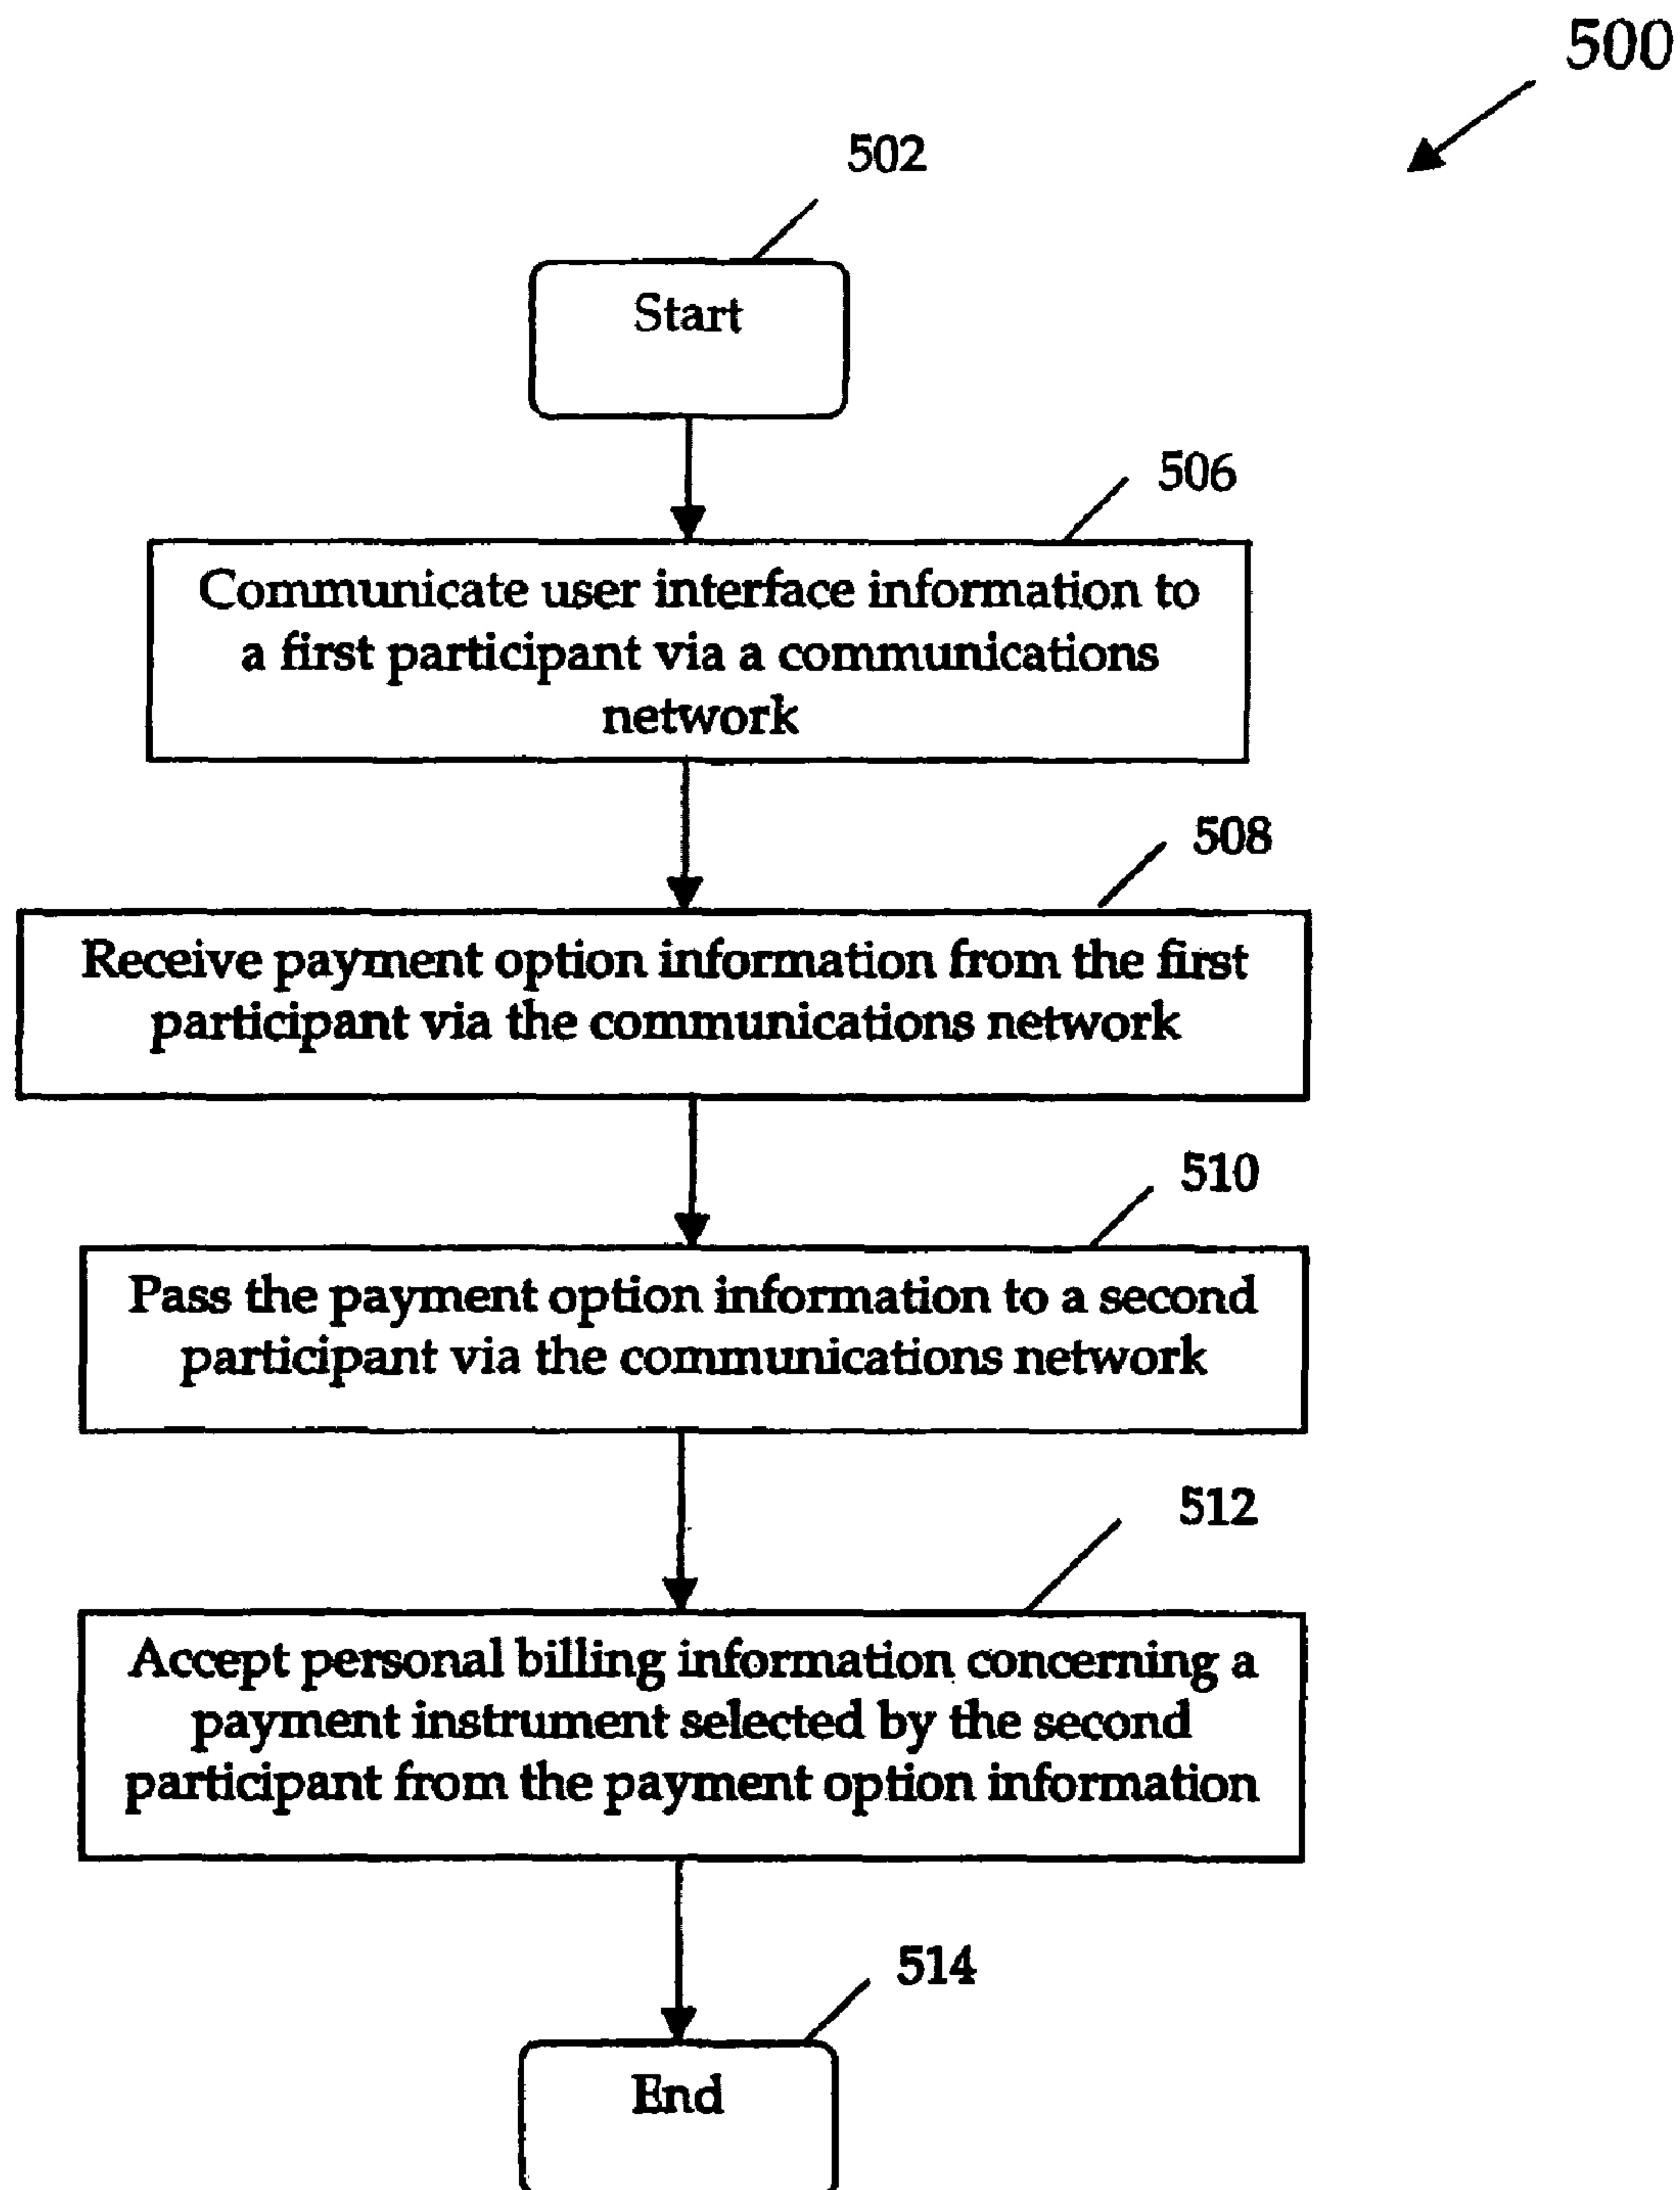 500
502
Start
506
Communicate user interface information to
a first participant via a communications
network
508
Receive payment option information from the first
participant via the communications network
510
Pass the payment option information to a second
participant via the communications network
512
Accept personal billing information concerning a
payment instrument selected by the second
participant from the payment option information
514
End